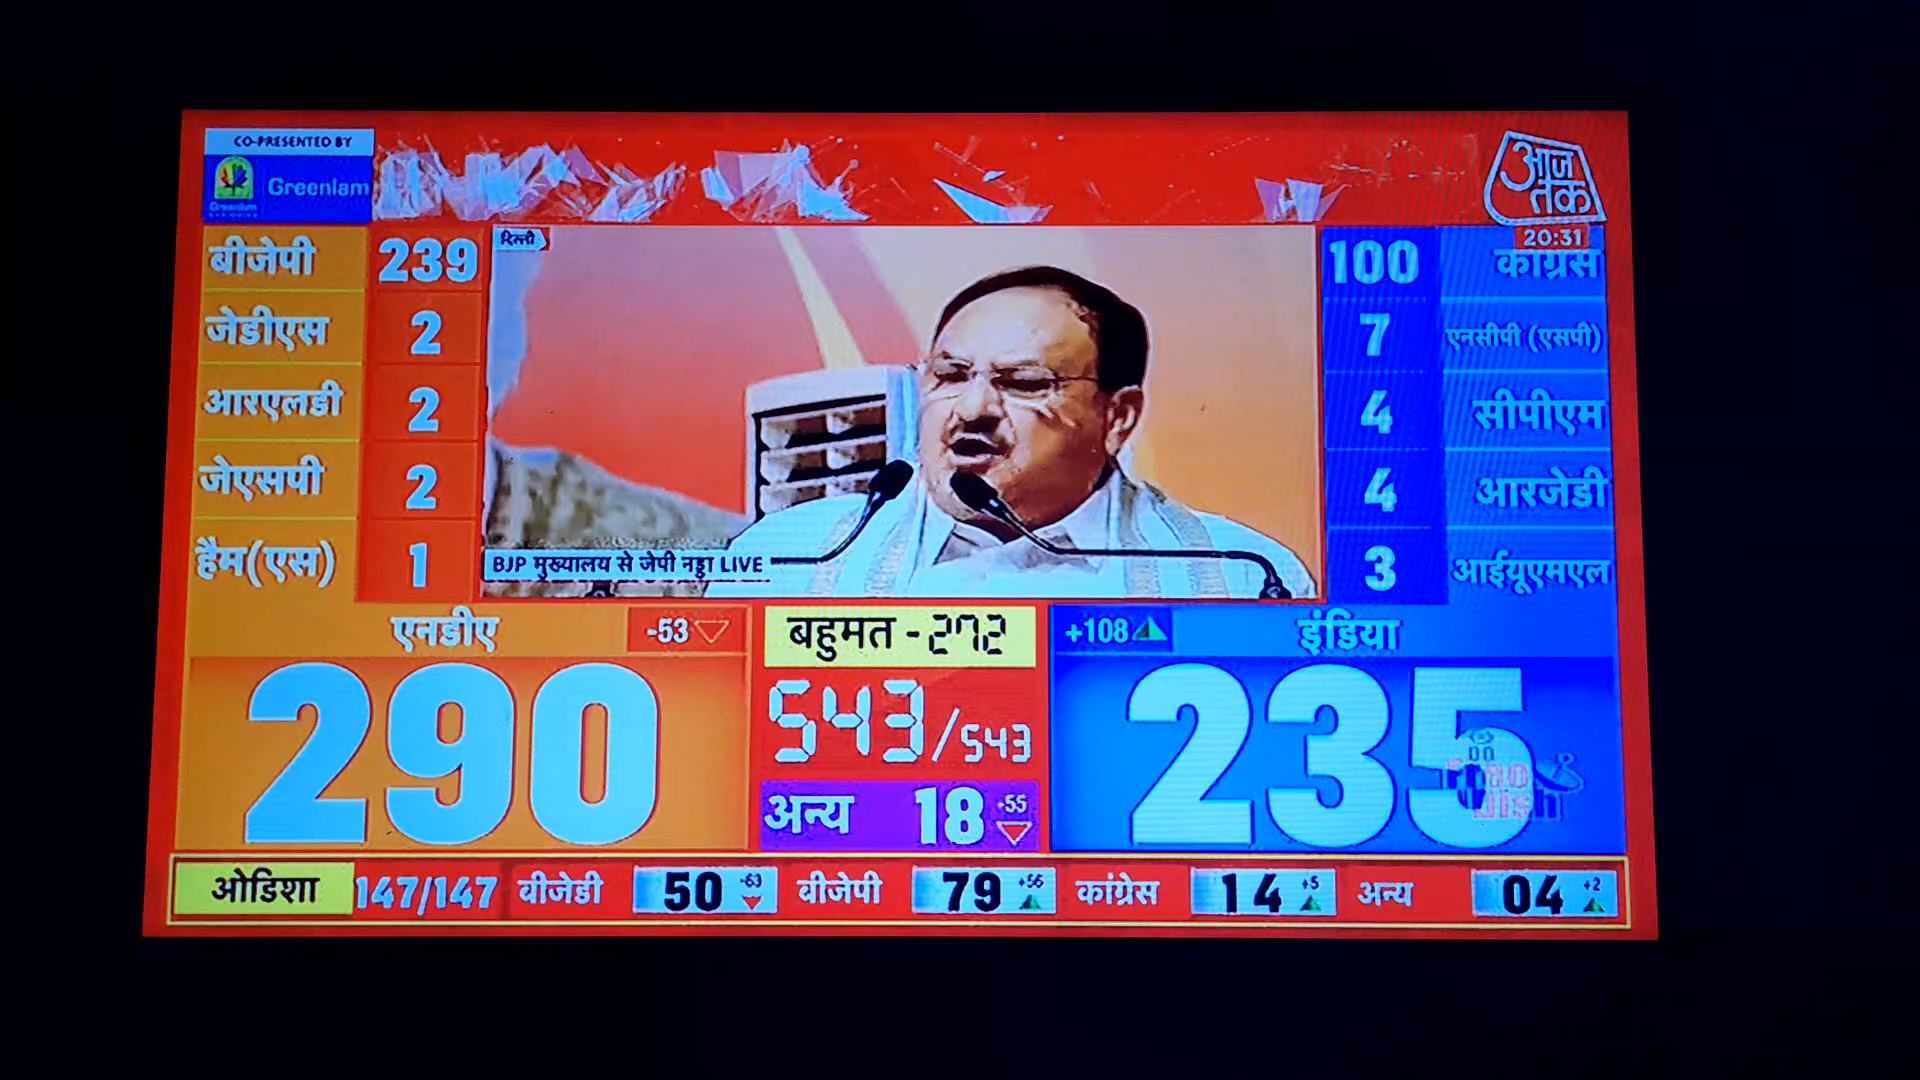 CO-PRESENTED BY
Greenlam
आज
तक
20:31
दिल्ली
बीजेपी 239
जेडीएस 2
आरएलडी 2
जेएसपी 2
हैम(एस) 1
100 कांग्रेस
7 एनसीपी (एसपी)
4 सीपीएम
4 आरजेडी
3 आईयूएमएल
BJP मुख्यालय से जेपी नड्डा LIVE
एनडीए -53
290
बहुमत - 272
543/543
अन्य 18 -55
+108 इंडिया
235
ओडिशा 147/147 बीजेडी 50 -63 बीजेपी 79 +56 कांग्रेस 14 +5 अन्य 04 +2